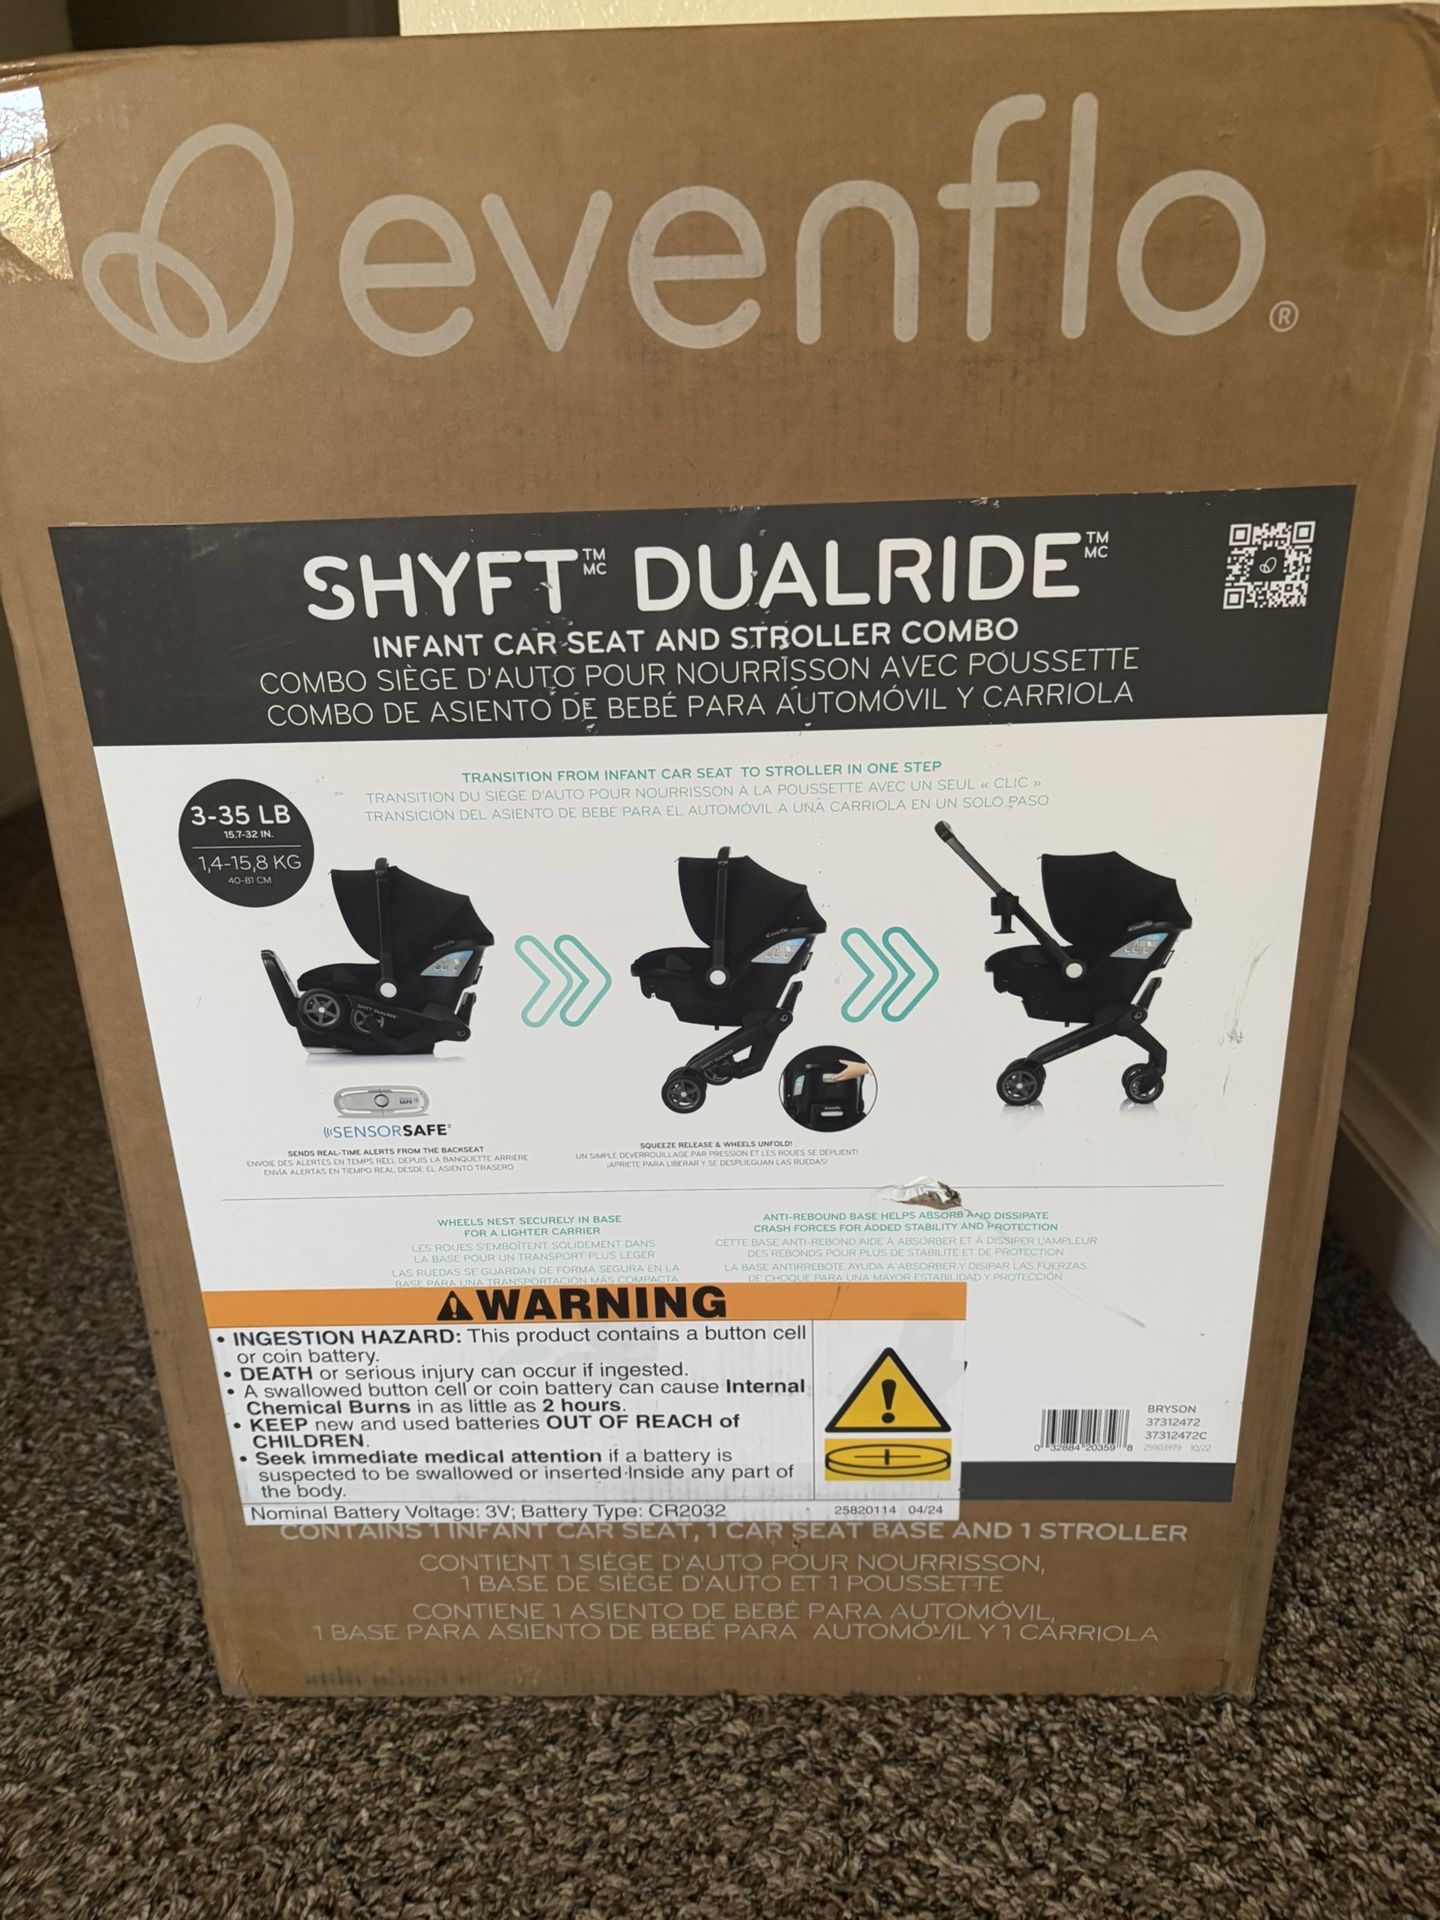 evenflo®
SHYFT™ MC DUALRIDE™ MC
INFANT CAR SEAT AND STROLLER COMBO
COMBO SIÈGE D'AUTO POUR NOURRISSON AVEC POUSSETTE
COMBO DE ASIENTO DE BEBÉ PARA AUTOMÓVIL Y CARRIOLA
TRANSITION FROM INFANT CAR SEAT TO STROLLER IN ONE STEP
TRANSITION DU SIÈGE D'AUTO POUR NOURRISSON À LA POUSSETTE AVEC UN SEUL « CLIC »
TRANSICIÓN DEL ASIENTO DE BEBÉ PARA EL AUTOMÓVIL A UNA CARRIOLA EN UN SOLO PASO
3-35 LB
15.7-32 IN.
1,4-15,8 KG
40-81 CM
SENSORSAFE
SENDS REAL-TIME ALERTS FROM THE BACKSEAT
ENVOIE DES ALERTES EN TEMPS RÉEL DEPUIS LA BANQUETTE ARRIÈRE
ENVÍA ALERTAS EN TIEMPO REAL DESDE EL ASIENTO TRASERO
SQUEEZE RELEASE & WHEELS UNFOLD!
UN SIMPLE DÉVERROUILLAGE PAR PRESSION ET LES ROUES SE DÉPLIENT!
¡APRIETE PARA LIBERAR Y SE DESPLIEGUAN LAS RUEDAS!
WHEELS NEST SECURELY IN BASE
FOR A LIGHTER CARRIER
LES ROUES S'EMBOÎTENT SOLIDEMENT DANS
LA BASE POUR UN TRANSPORT PLUS LÉGER
LAS RUEDAS SE GUARDAN DE FORMA SEGURA EN LA
BASE PARA UNA TRANSPORTACIÓN MÁS COMPACTA
ANTI-REBOUND BASE HELPS ABSORB AND DISSIPATE
CRASH FORCES FOR ADDED STABILITY AND PROTECTION
CETTE BASE ANTI-REBOND AIDE À ABSORBER ET À DISSIPER L'AMPLEUR
DES REBONDS POUR PLUS DE STABILITÉ ET DE PROTECTION
LA BASE ANTIRREBOTE AYUDA A ABSORBER Y DISIPAR LAS FUERZAS
DE CHOQUE PARA UNA MAYOR ESTABILIDAD Y PROTECCIÓN
WARNING
• INGESTION HAZARD: This product contains a button cell
or coin battery.
• DEATH or serious injury can occur if ingested.
• A swallowed button cell or coin battery can cause Internal
Chemical Burns in as little as 2 hours.
• KEEP new and used batteries OUT OF REACH of
CHILDREN.
• Seek immediate medical attention if a battery is
suspected to be swallowed or inserted Inside any part of
the body.
Nominal Battery Voltage: 3V; Battery Type: CR2032
25820114 04/24
BRYSON
37312472
37312472C
25903979 10/22
0 32884 20359 8
CONTAINS 1 INFANT CAR SEAT, 1 CAR SEAT BASE AND 1 STROLLER
CONTIENT 1 SIÈGE D'AUTO POUR NOURRISSON,
1 BASE DE SIÈGE D'AUTO ET 1 POUSSETTE
CONTIENE 1 ASIENTO DE BEBÉ PARA AUTOMÓVIL,
1 BASE PARA ASIENTO DE BEBÉ PARA AUTOMÓVIL Y 1 CARRIOLA